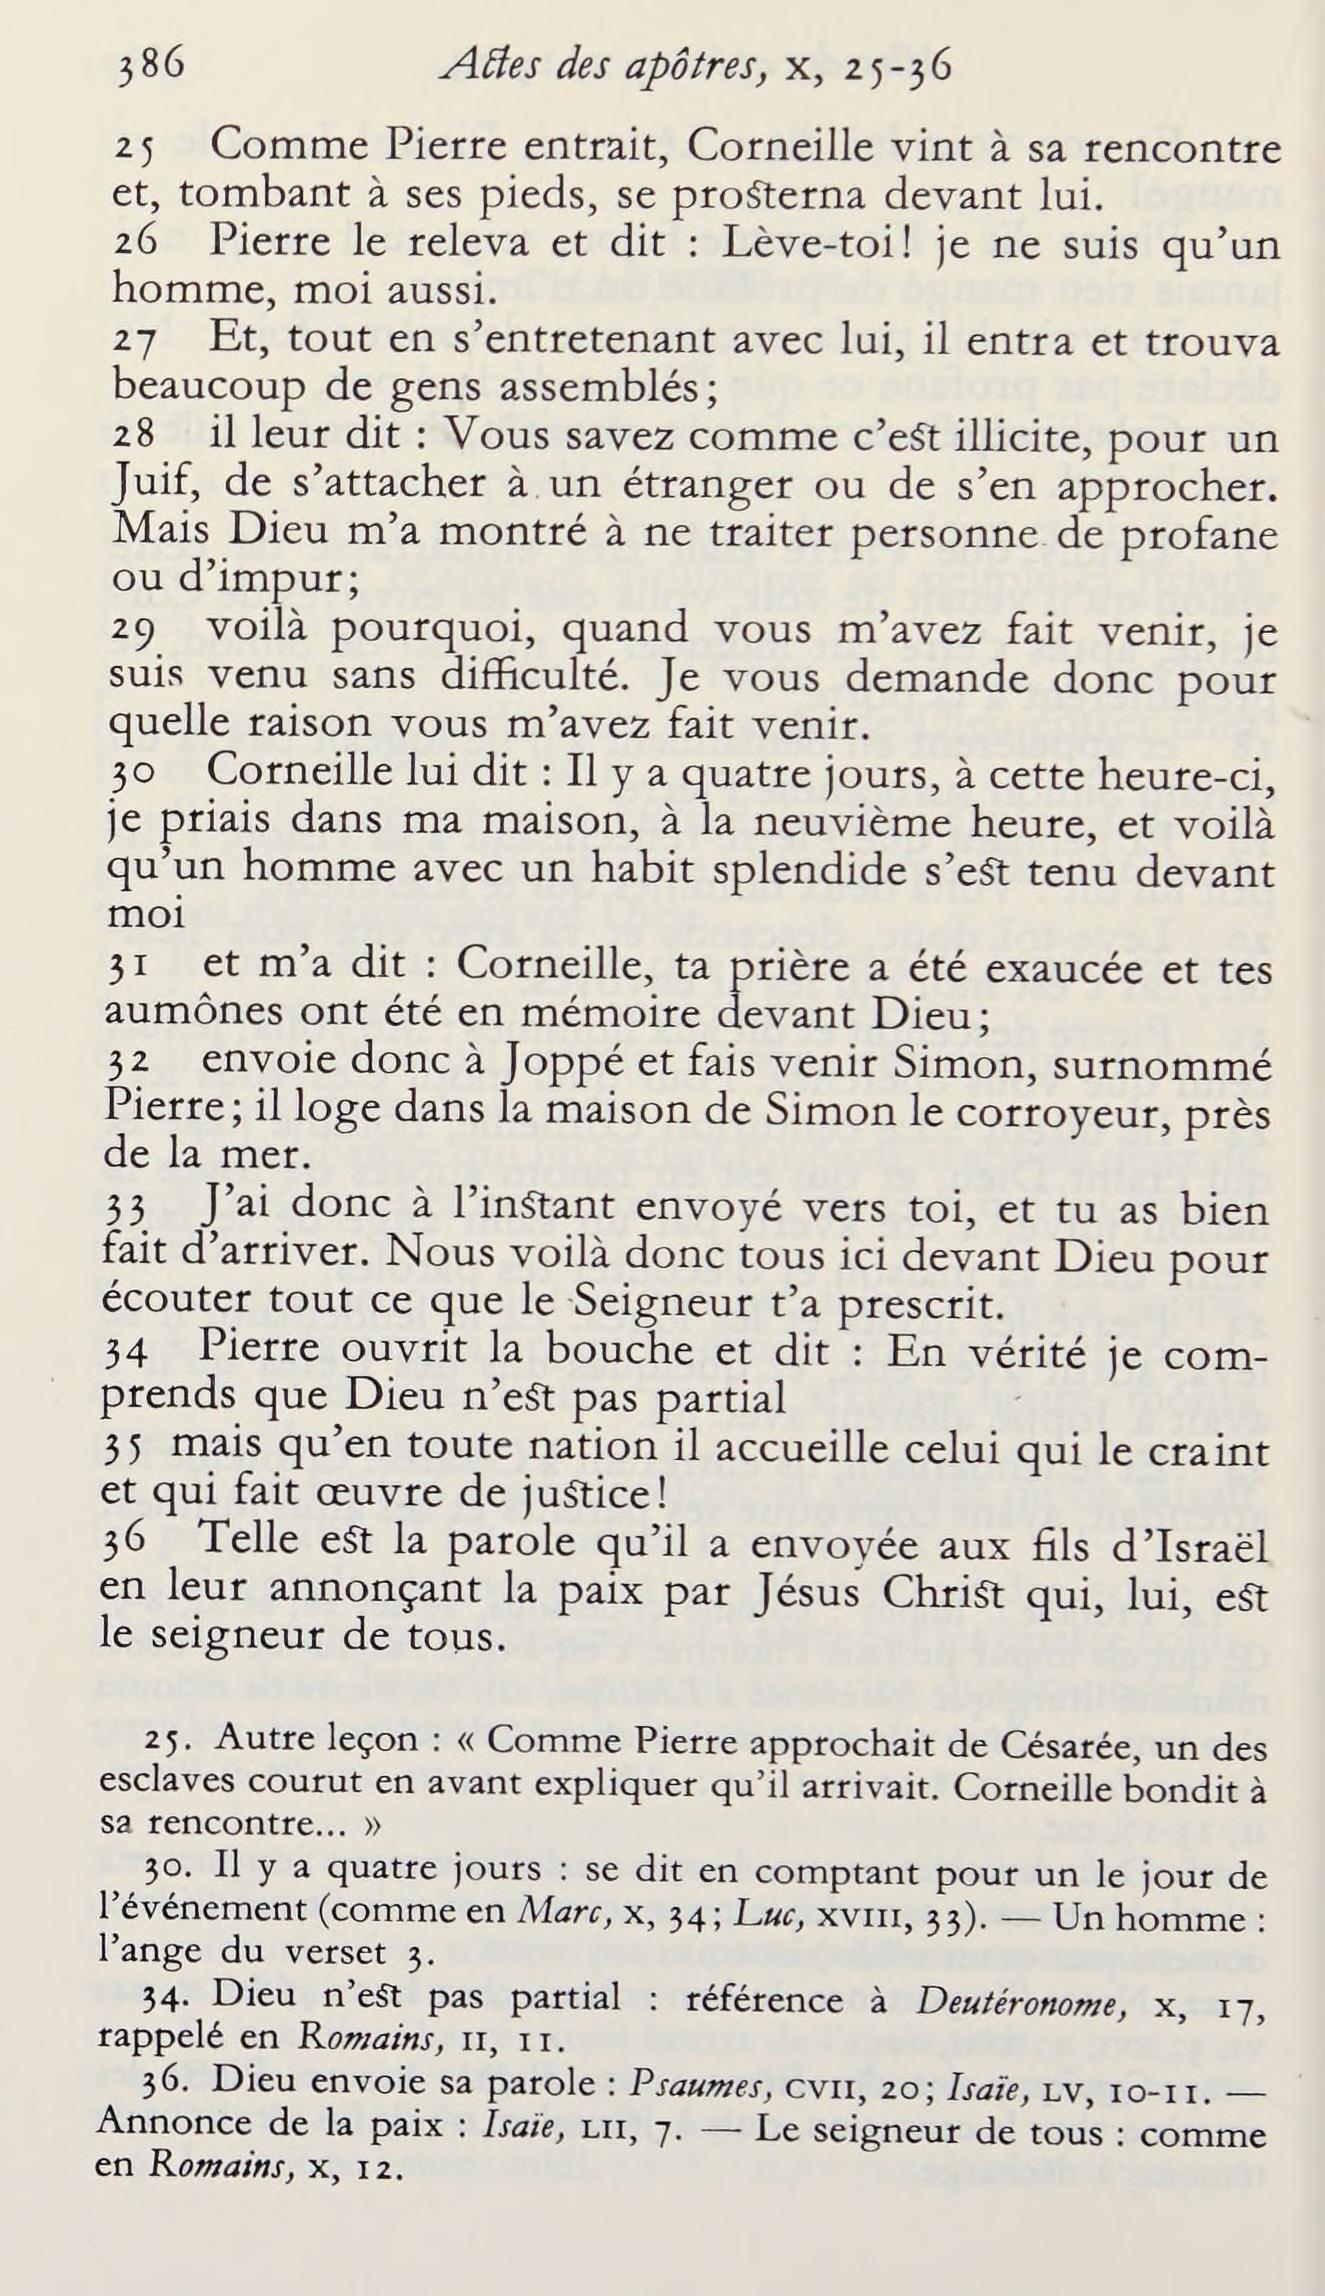 386 Actes des apôtres, X, 25-36
25 Comme Pierre entrait, Corneille vint à sa rencontre
et, tombant à ses pieds, se prosterna devant lui.
26 Pierre le releva et dit : Lève-toi! je ne suis qu’un
homme, moi aussi.
27 Et, tout en s’entretenant avec lui, il entra et trouva
beaucoup de gens assemblés;
28 il leur dit : Vous savez comme c’est illicite, pour un
Juif, de s’attacher à un étranger ou de s’en approcher.
Mais Dieu m’a montré à ne traiter personne de profane
ou d’impur;
29 voilà pourquoi, quand vous m’avez fait venir, je
suis venu sans difficulté. Je vous demande donc pour
quelle raison vous m’avez fait venir.
30 Corneille lui dit : Il y a quatre jours, à cette heure-ci,
je priais dans ma maison, à la neuvième heure, et voilà
qu’un homme avec un habit splendide s’est tenu devant
moi
31 et m’a dit : Corneille, ta prière a été exaucée et tes
aumônes ont été en mémoire devant Dieu;
32 envoie donc à Joppé et fais venir Simon, surnommé
Pierre; il loge dans la maison de Simon le corroyeur, près
de la mer.
33 J’ai donc à l’instant envoyé vers toi, et tu as bien
fait d’arriver. Nous voilà donc tous ici devant Dieu pour
écouter tout ce que le Seigneur t’a prescrit.
34 Pierre ouvrit la bouche et dit : En vérité je com-
prends que Dieu n’est pas partial
35 mais qu’en toute nation il accueille celui qui le craint
et qui fait œuvre de justice!
36 Telle est la parole qu’il a envoyée aux fils d’Israël
en leur annonçant la paix par Jésus Christ qui, lui, est
le seigneur de tous.
25. Autre leçon : « Comme Pierre approchait de Césarée, un des
esclaves courut en avant expliquer qu’il arrivait. Corneille bondit à
sa rencontre... »
30. Il y a quatre jours : se dit en comptant pour un le jour de
l’événement (comme en Marc, X, 34; Luc, XVIII, 33). — Un homme :
l’ange du verset 3.
34. Dieu n’est pas partial : référence à Deutéronome, X, 17,
rappelé en Romains, II, 11.
36. Dieu envoie sa parole : Psaumes, CVII, 20; Isaïe, LV, 10-11. —
Annonce de la paix : Isaïe, LII, 7. — Le seigneur de tous : comme
en Romains, X, 12.